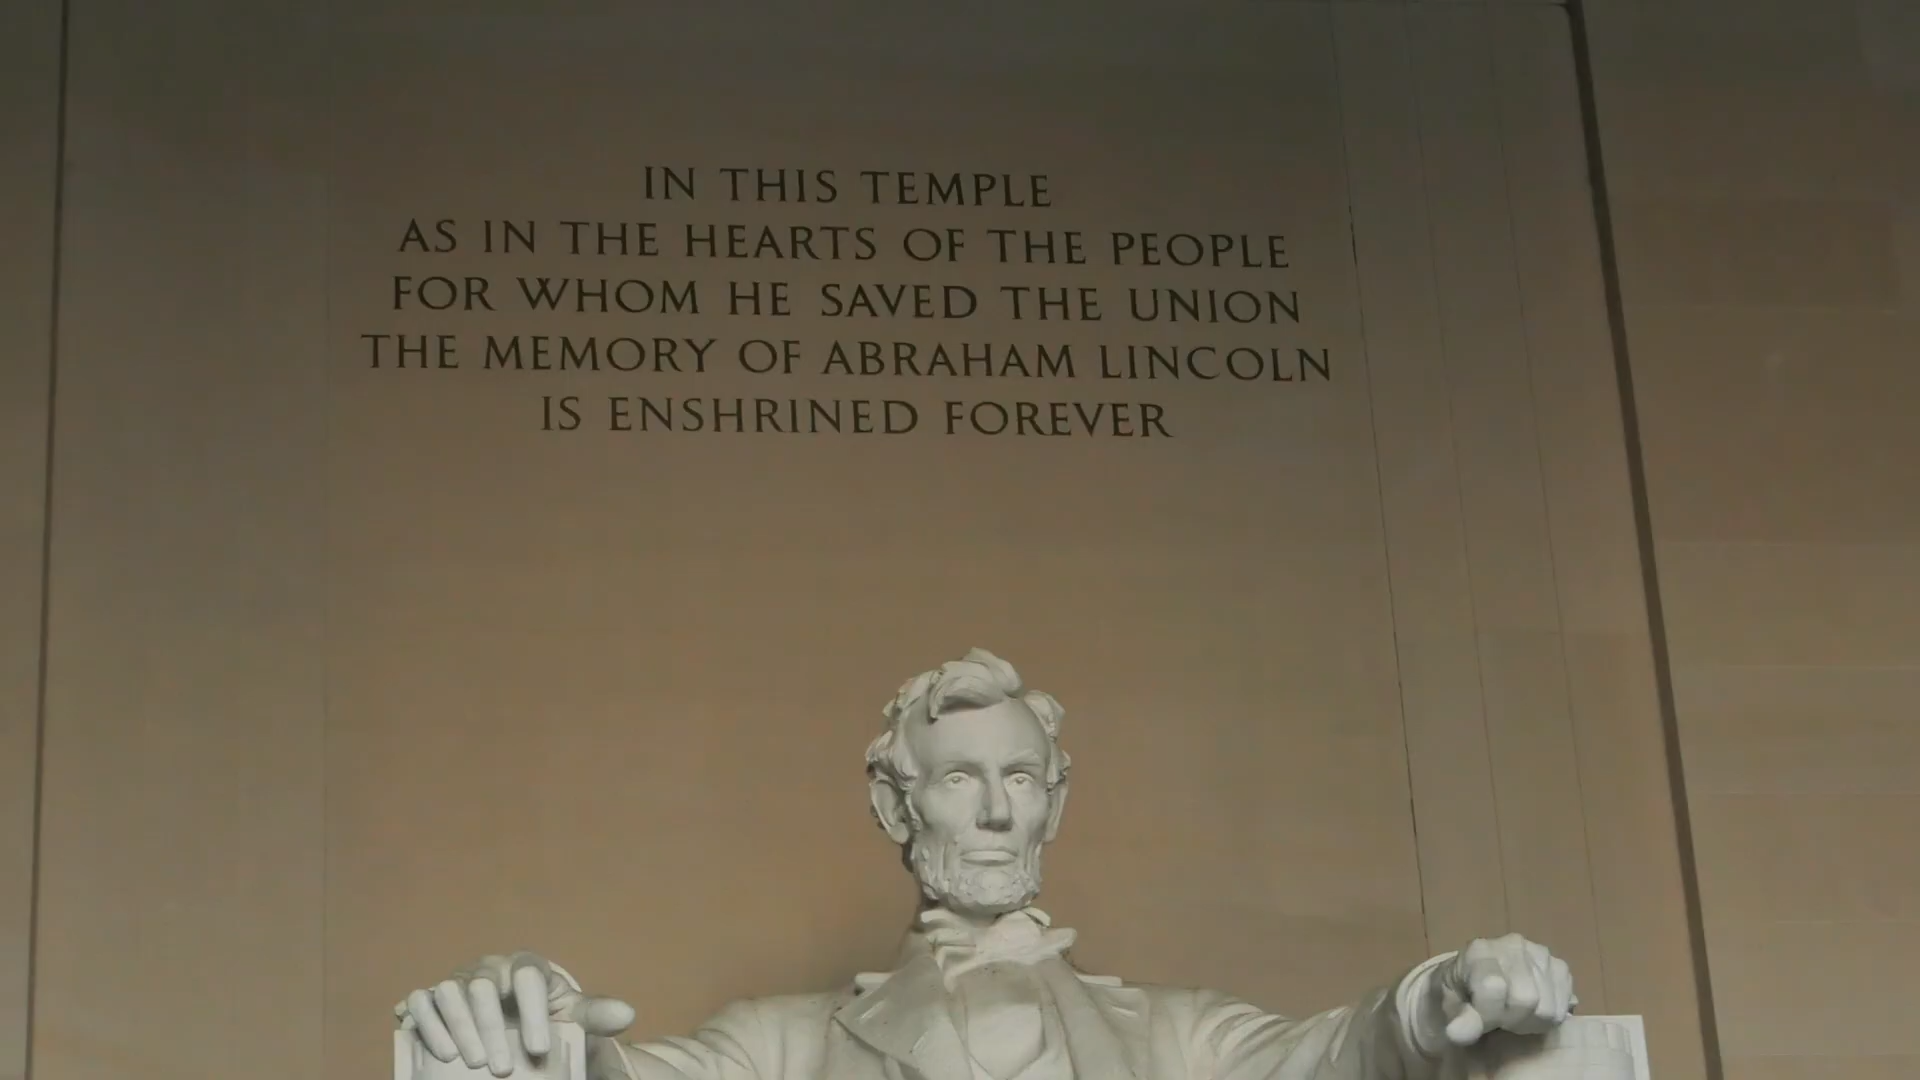 IN THIS TEMPLE
AS IN THE HEARTS OF THE PEOPLE
FOR WHOM HE SAVED THE UNION
THE MEMORY OF ABRAHAM LINCOLN
IS ENSHRINED FOREVER